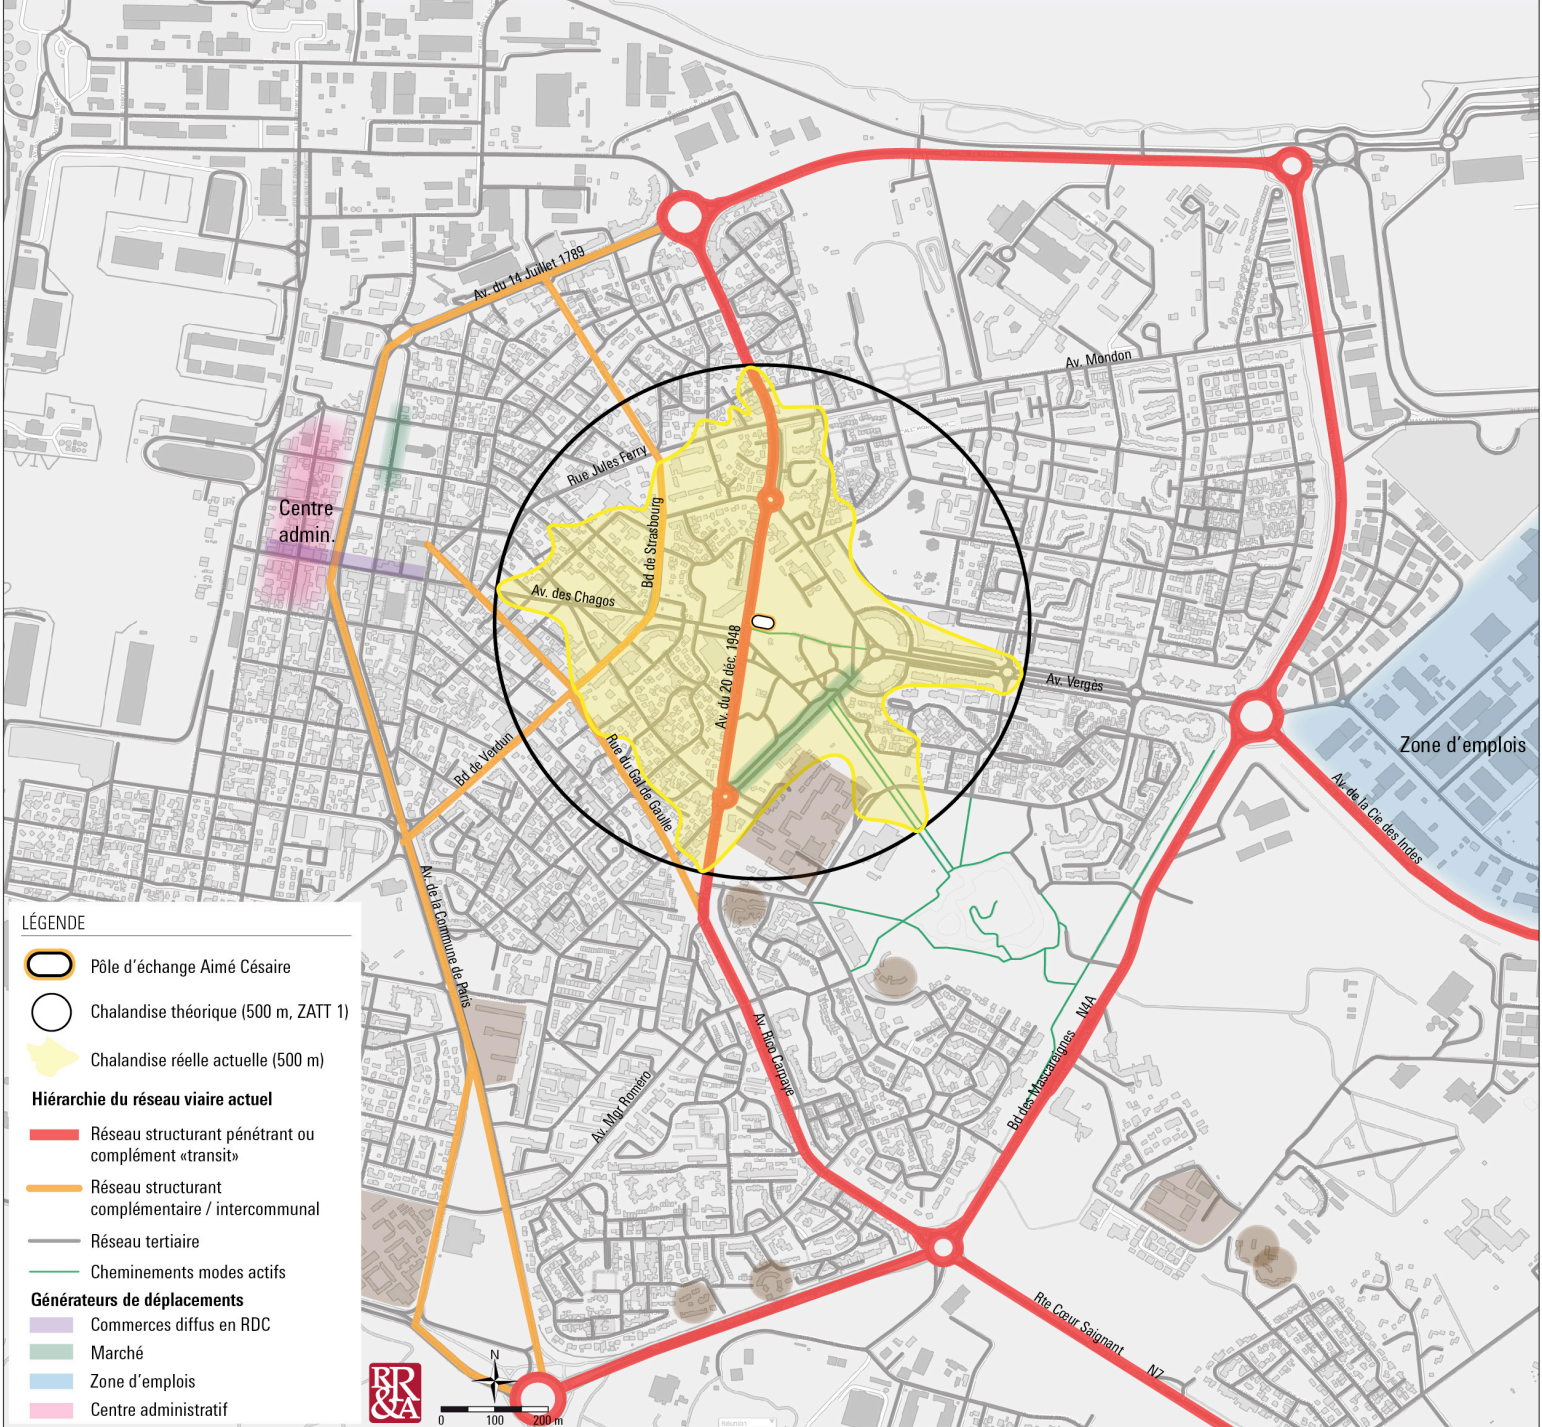 Av. du 14 Juillet 1789
Av. Mondon
Rue Jules Ferry
Centre
admin.
Bd de Strasbourg
Av. des Chagos
Av. du 20 déc. 1948
Av. Vergès
Zone d'emplois
Bd de Verdun
Rue du Gal de Gaulle
Av. de la Cie des Indes
Av. de la Commune de Paris
Av. Rico Carpaye
N4A
Bd des Mascareignes
Av. Mgr Roméro
Rte Cœur Saignant
N7
LÉGENDE
Pôle d'échange Aimé Césaire
Chalandise théorique (500 m, ZATT 1)
Chalandise réelle actuelle (500 m)
Hiérarchie du réseau viaire actuel
Réseau structurant pénétrant ou
complément «transit»
Réseau structurant
complémentaire / intercommunal
Réseau tertiaire
Cheminements modes actifs
Générateurs de déplacements
Commerces diffus en RDC
Marché
Zone d'emplois
Centre administratif
RR
&A
N
0 100 200 m